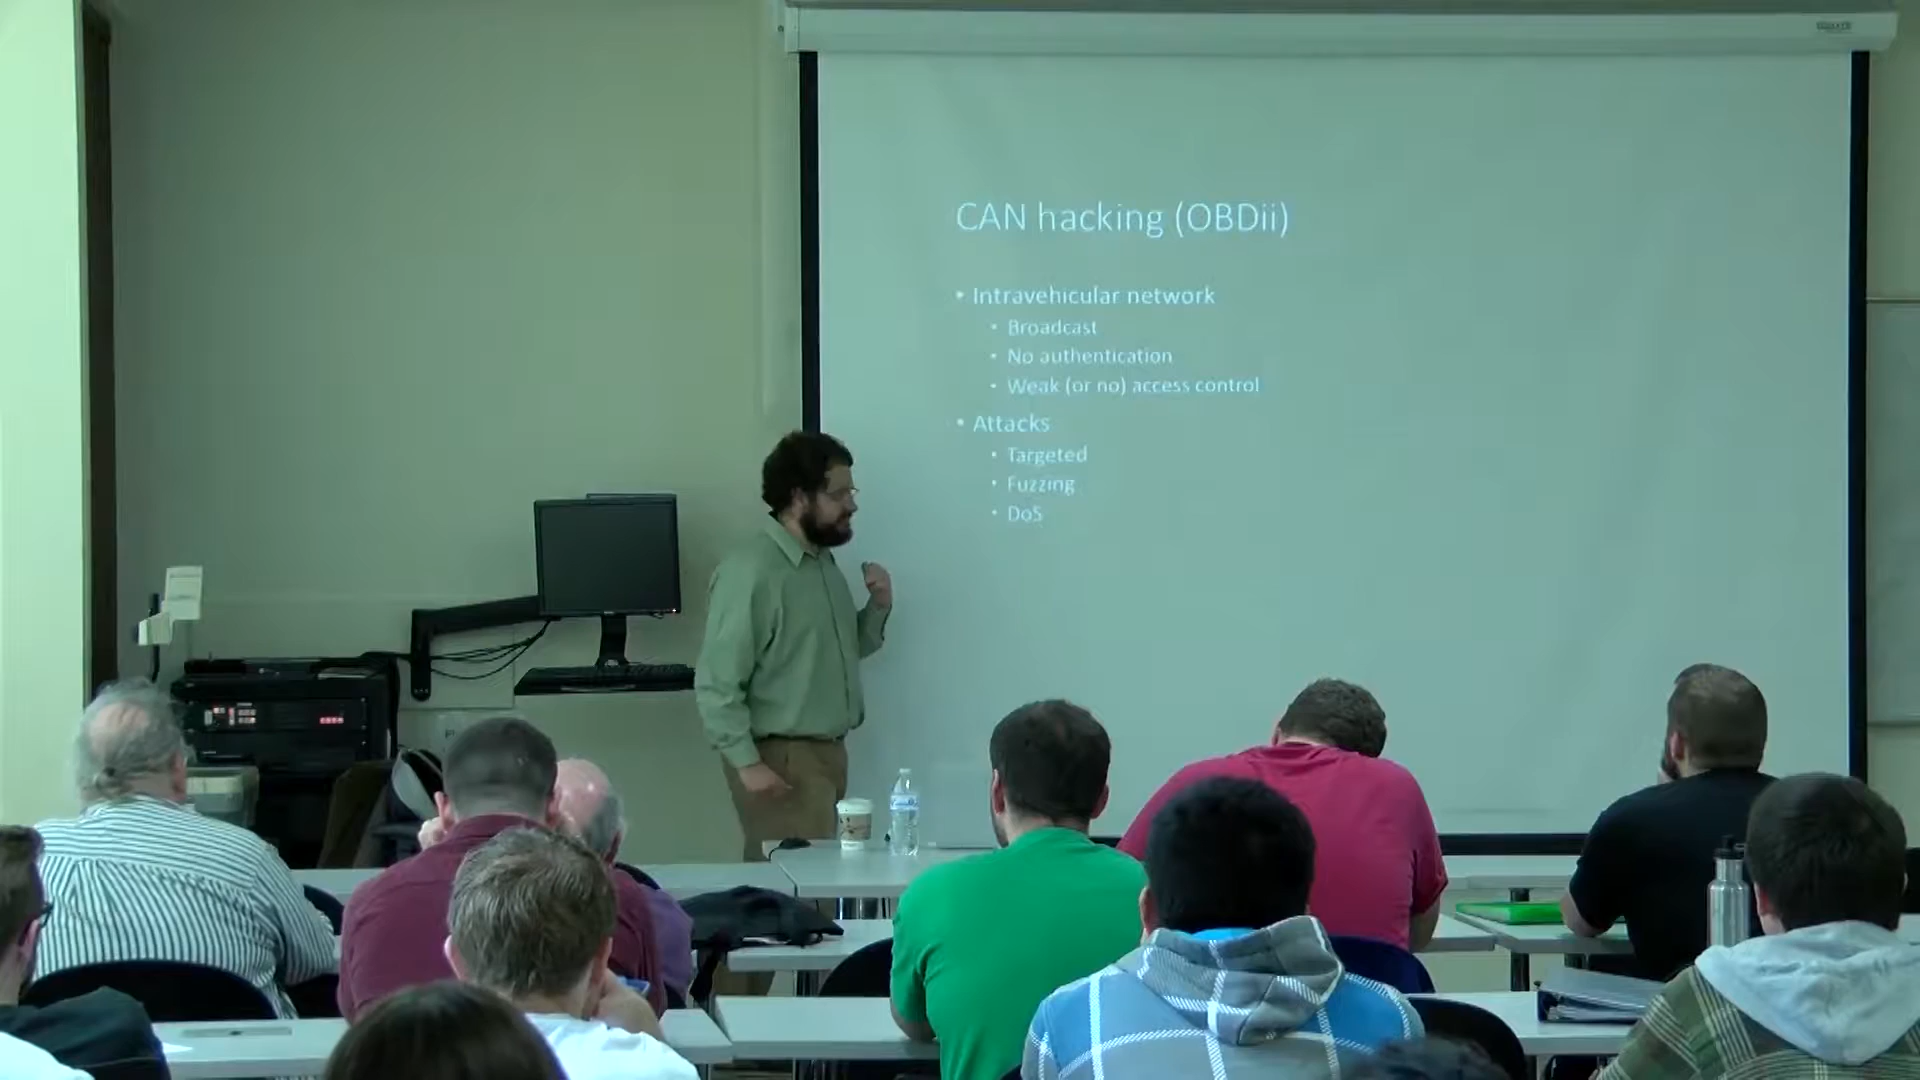 CAN hacking (OBDii)
• Intravehicular network
• Broadcast
• No authentication
• Weak (or no) access control
• Attacks
• Targeted
• Fuzzing
• DoS